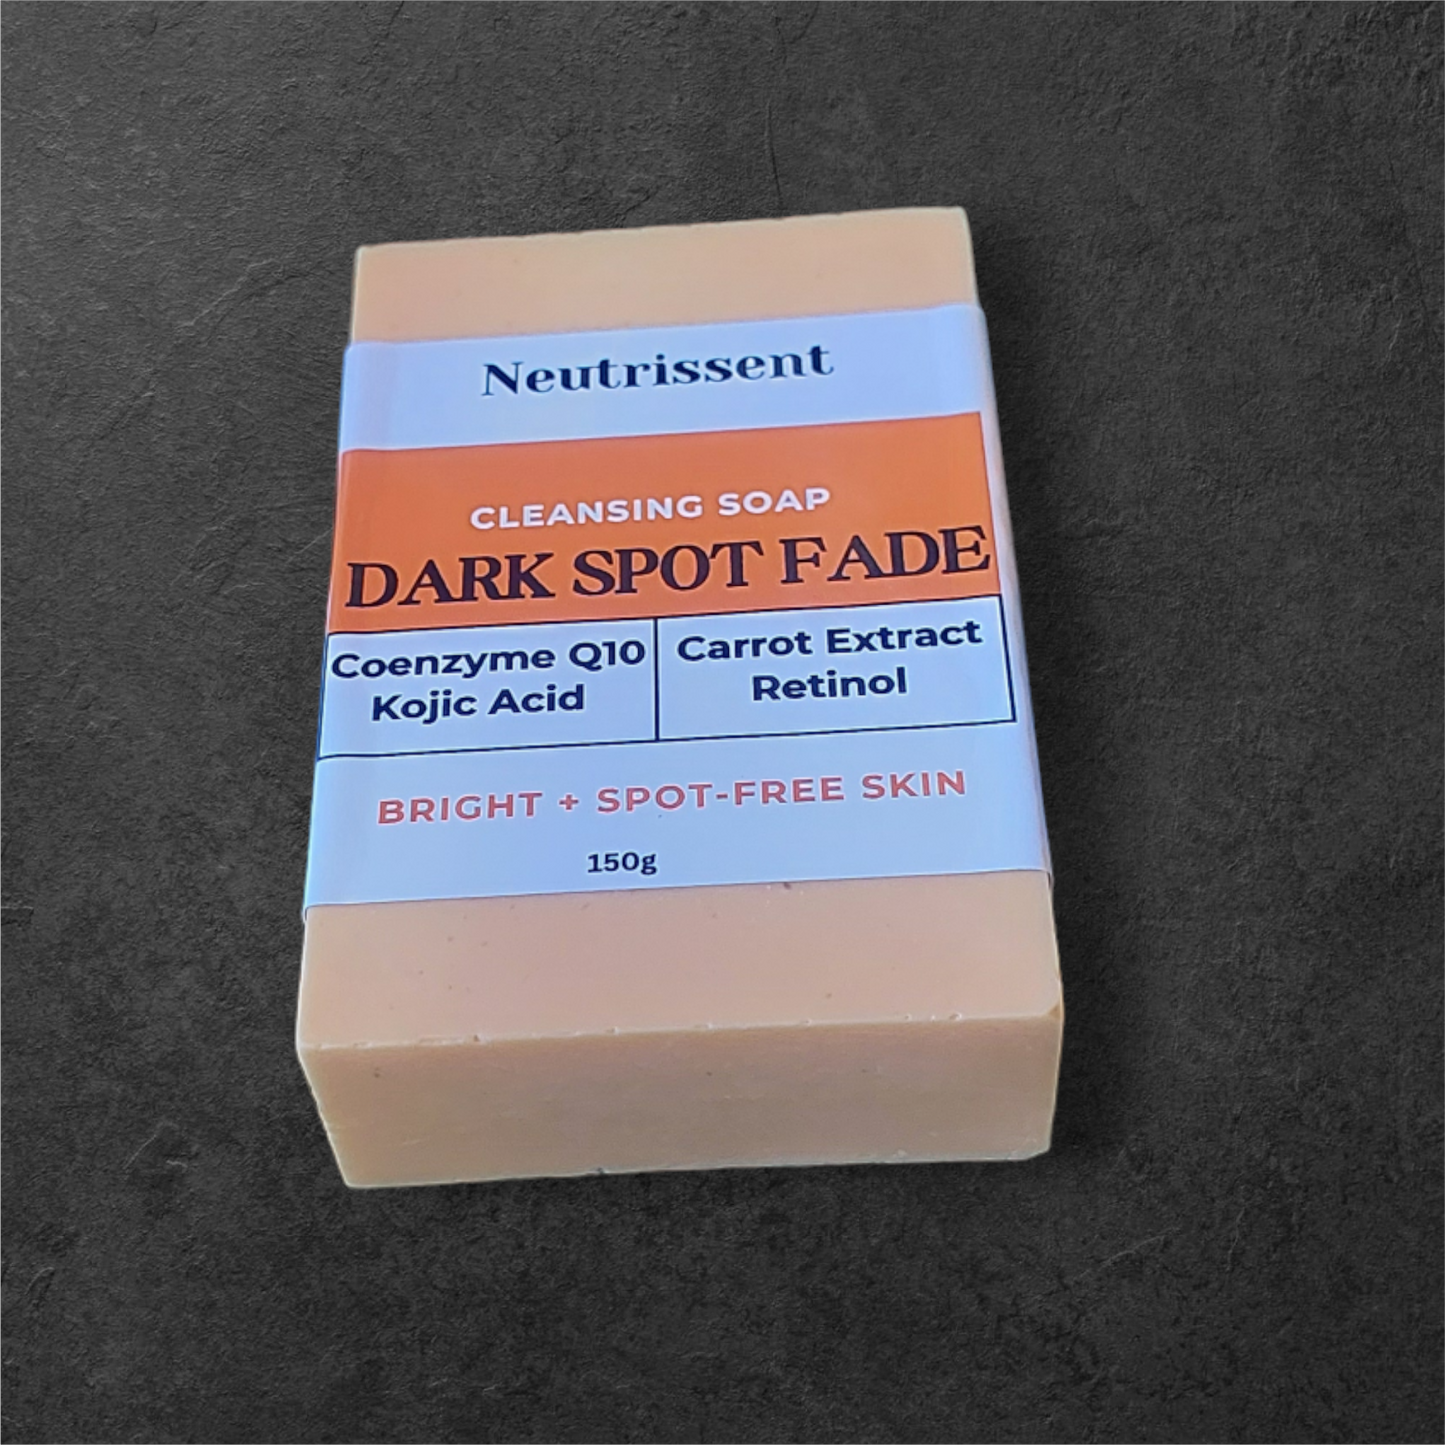 Neutrissent
CLEANSING SOAP
DARK SPOT FADE
Coenzyme Q10
Kojic Acid
Carrot Extract
Retinol
BRIGHT + SPOT-FREE SKIN
150g